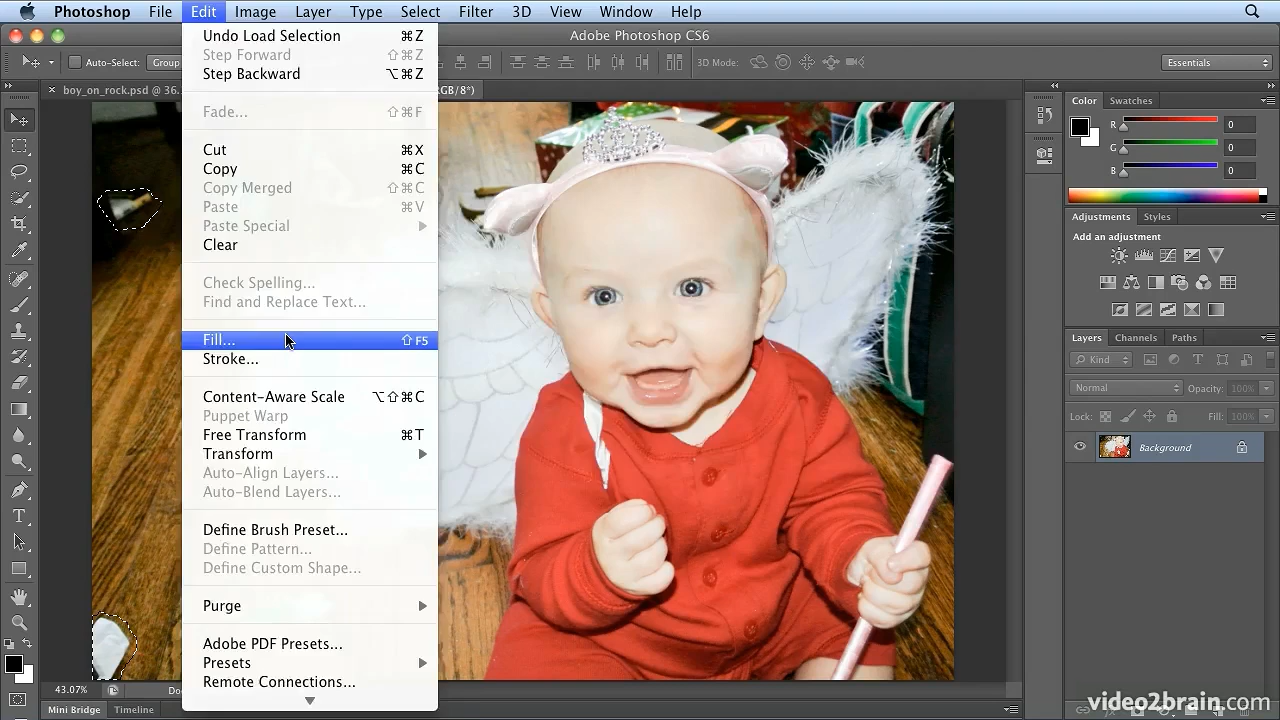 Photoshop File Edit Image Layer Type Select Filter 3D View Window Help
Adobe Photoshop CS6
Auto-Select: Group 3D Mode: Essentials
× boy_on_rock.psd @ 36... RGB/8*)
Undo Load Selection ⌘Z
Step Forward ⇧⌘Z
Step Backward ⌥⌘Z
Fade... ⇧⌘F
Cut ⌘X
Copy ⌘C
Copy Merged ⇧⌘C
Paste ⌘V
Paste Special
Clear
Check Spelling...
Find and Replace Text...
Fill... ⇧F5
Stroke...
Content-Aware Scale ⌥⇧⌘C
Puppet Warp
Free Transform ⌘T
Transform
Auto-Align Layers...
Auto-Blend Layers...
Define Brush Preset...
Define Pattern...
Define Custom Shape...
Purge
Adobe PDF Presets...
Presets
Remote Connections...
Color Swatches
R 0
G 0
B 0
Adjustments Styles
Add an adjustment
Layers Channels Paths
Kind
Normal Opacity: 100%
Lock: Fill: 100%
Background
43.07% Do
Mini Bridge Timeline
video2brain.com